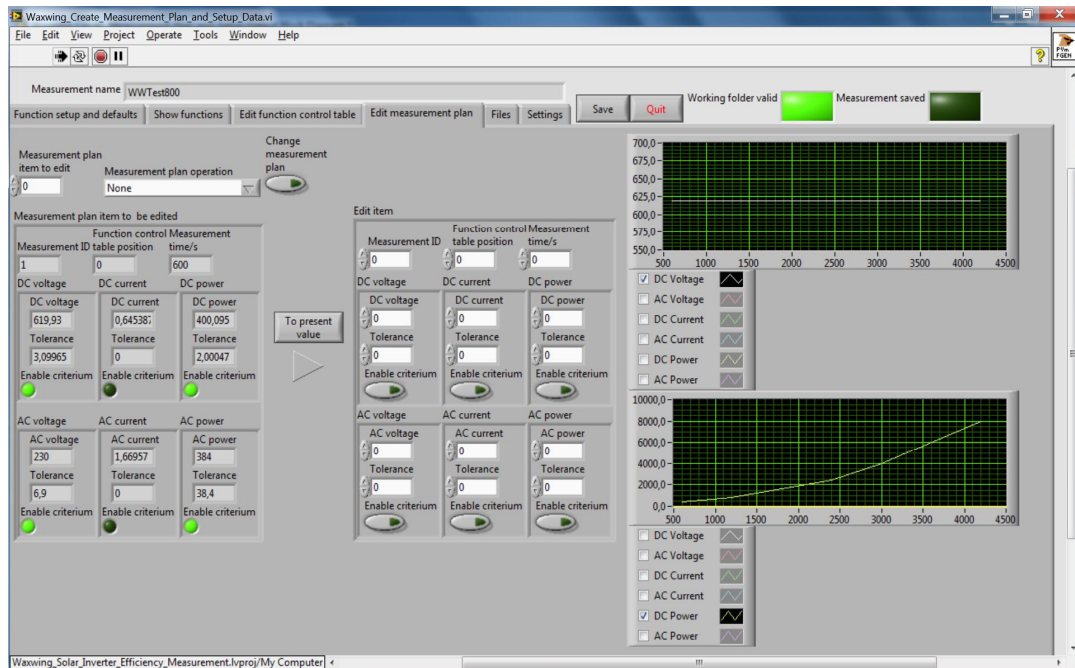 Waxwing_Create_Measurement_Plan_and_Setup_Data.vi
File Edit View Project Operate Tools Window Help
PVm
FGEN
Measurement name WWTest800
Function setup and defaults Show functions Edit function control table Edit measurement plan Files Settings
Save Quit Working folder valid Measurement saved
Measurement plan
item to edit
0
Measurement plan operation
None
Change
measurement
plan
Measurement plan item to be edited
Measurement ID Function control table position Measurement time/s
1 0 600
DC voltage DC current DC power
DC voltage DC current DC power
619,93 0,645387 400,095
Tolerance Tolerance Tolerance
3,09965 0 2,00047
Enable criterium Enable criterium Enable criterium
AC voltage AC current AC power
AC voltage AC current AC power
230 1,66957 384
Tolerance Tolerance Tolerance
6,9 0 38,4
Enable criterium Enable criterium Enable criterium
To present
value
Edit item
Measurement ID Function control table position Measurement time/s
0 0 0
DC voltage DC current DC power
DC voltage DC current DC power
0 0 0
Tolerance Tolerance Tolerance
0 0 0
Enable criterium Enable criterium Enable criterium
AC voltage AC current AC power
AC voltage AC current AC power
0 0 0
Tolerance Tolerance Tolerance
0 0 0
Enable criterium Enable criterium Enable criterium
700,0
675,0
650,0
625,0
600,0
575,0
550,0
500 1000 1500 2000 2500 3000 3500 4000 4500
DC Voltage
AC Voltage
DC Current
AC Current
DC Power
AC Power
10000,0
8000,0
6000,0
4000,0
2000,0
0,0
500 1000 1500 2000 2500 3000 3500 4000 4500
DC Voltage
AC Voltage
DC Current
AC Current
DC Power
AC Power
Waxwing_Solar_Inverter_Efficiency_Measurement.lvproj/My Computer